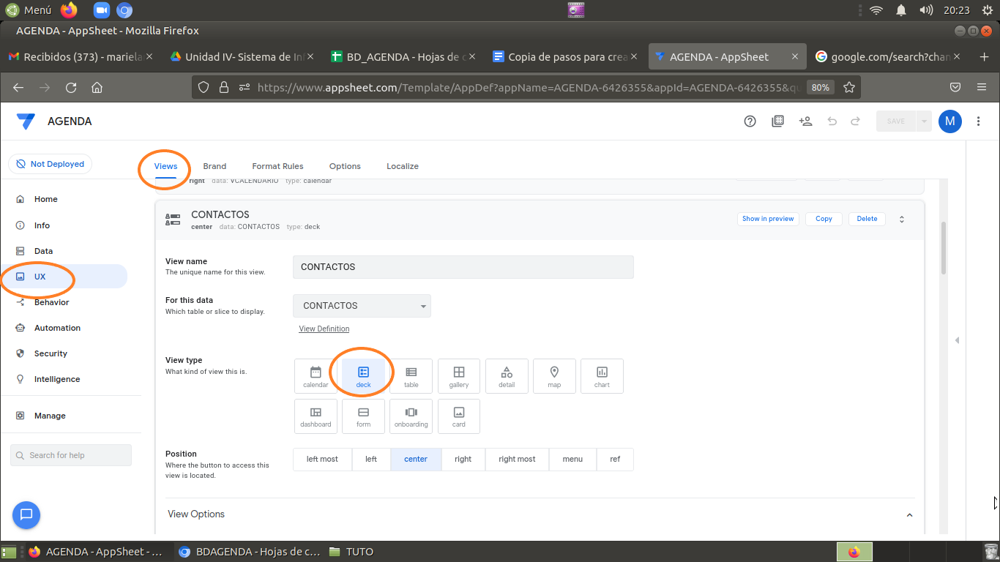 Menú 20:23
AGENDA - AppSheet - Mozilla Firefox
Recibidos (373) - mariela Unidad IV- Sistema de Inf BD_AGENDA - Hojas de c Copia de pasos para crea AGENDA - AppSheet google.com/search?chan
https://www.appsheet.com/Template/AppDef?appName=AGENDA-6426355&appId=AGENDA-6426355&qu 80%
AGENDA SAVE M
Not Deployed Views Brand Format Rules Options Localize
right data: VCALENDARIO type: calendar
Home
Info
Data
UX
Behavior
Automation
Security
Intelligence
Manage
Search for help
CONTACTOS
center data: CONTACTOS type: deck
Show in preview Copy Delete
View name
The unique name for this view.
CONTACTOS
For this data
Which table or slice to display.
CONTACTOS
View Definition
View type
What kind of view this is.
calendar deck table gallery detail map chart
dashboard form onboarding card
Position
Where the button to access this
view is located.
left most left center right right most menu ref
View Options
AGENDA - AppSheet - ... BDAGENDA - Hojas de c... TUTO